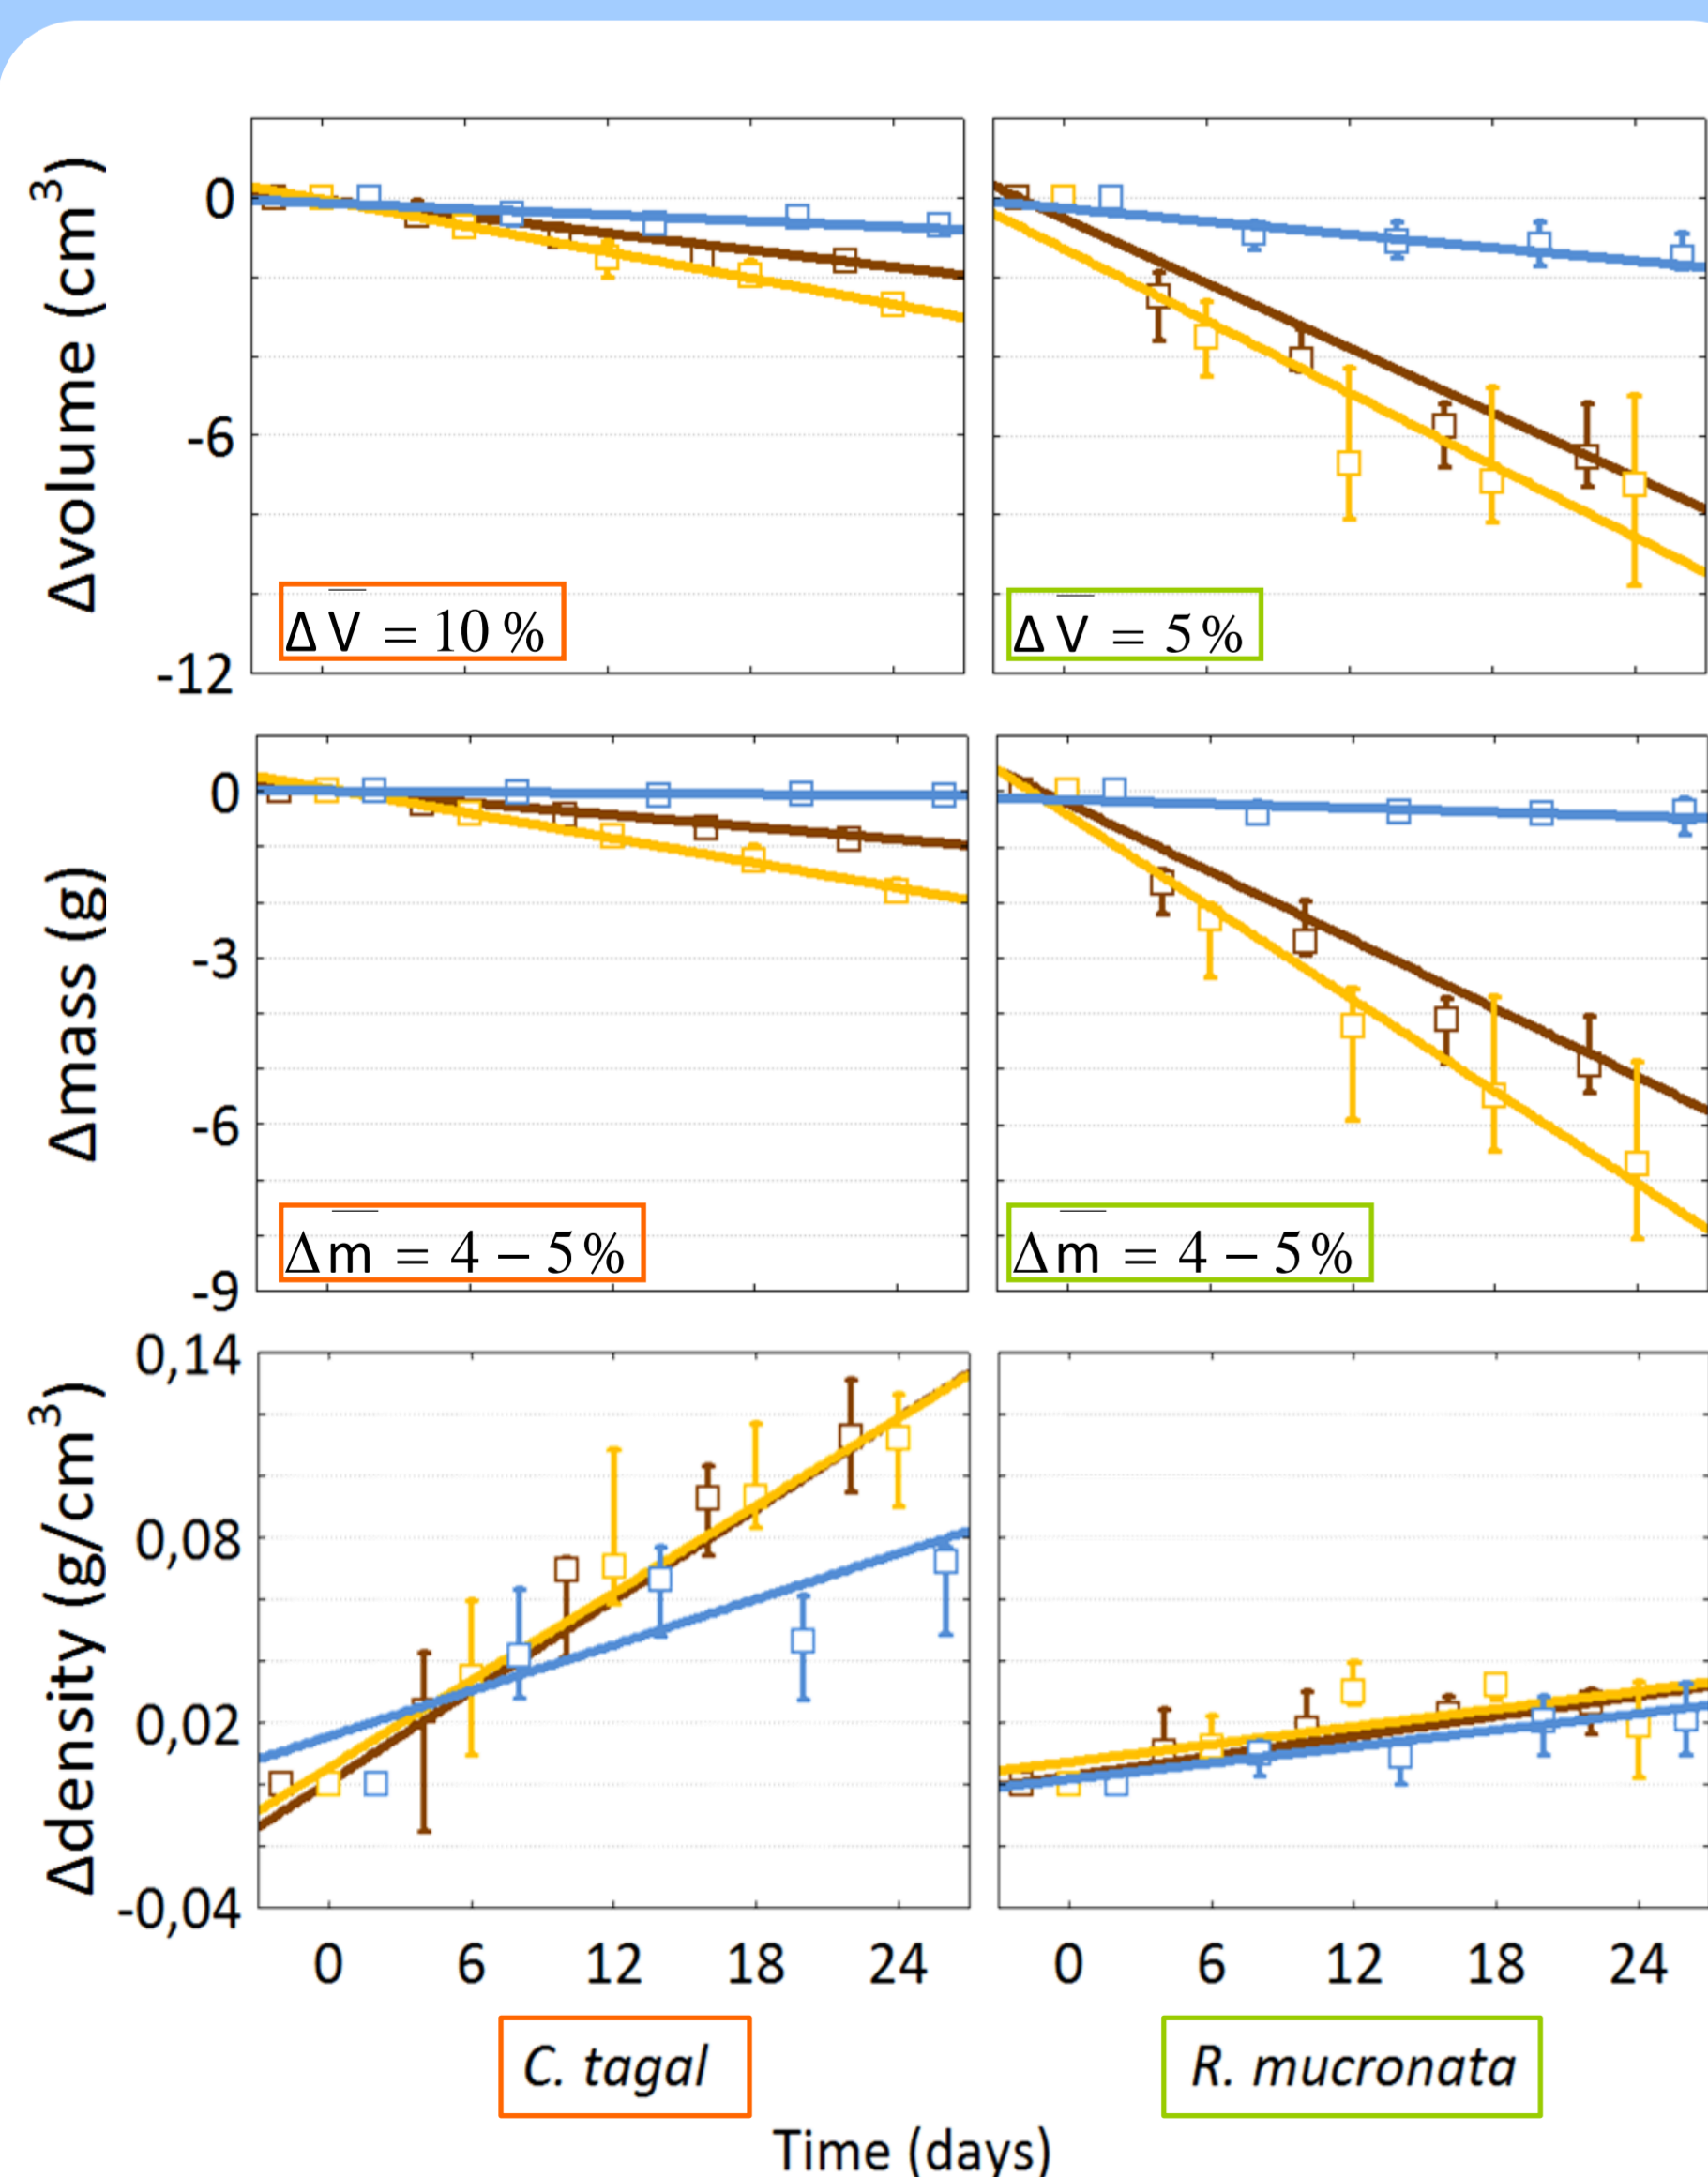 Δvolume (cm³)
0
-6
-12
ΔV̅ = 10 %
ΔV̅ = 5 %
Δmass (g)
0
-3
-6
-9
Δm̅ = 4 – 5 %
Δm̅ = 4 – 5 %
Δdensity (g/cm³)
0,14
0,08
0,02
-0,04
0 6 12 18 24
0 6 12 18 24
C. tagal
R. mucronata
Time (days)